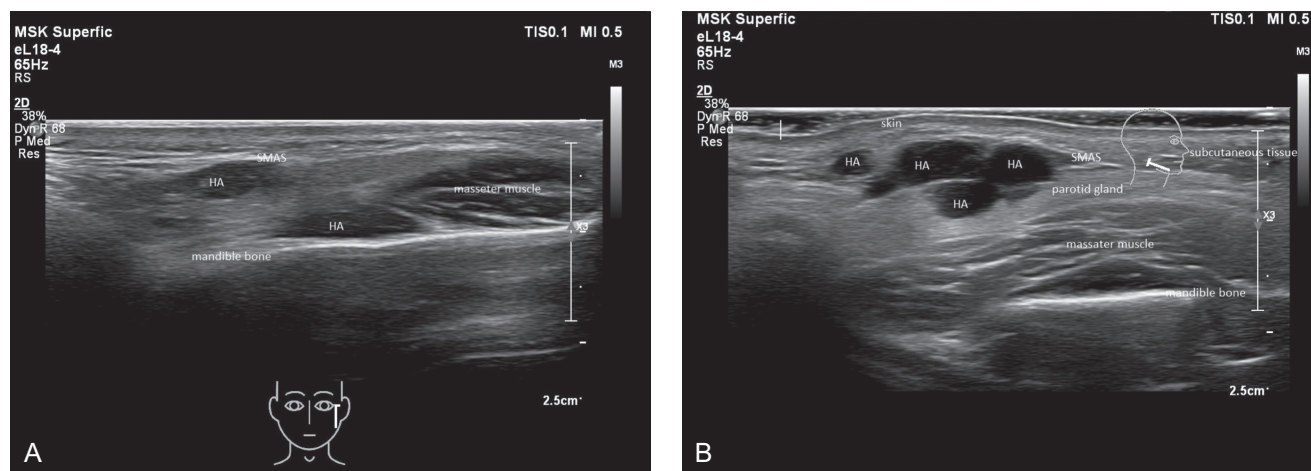 MSK Superfic
TIS0.1 MI 0.5
eL18-4
65Hz
RS
M3
2D
38%
Dyn R 68
P Med
Res
SMAS
HA
masseter muscle
HA
X3
mandible bone
2.5cm
A
MSK Superfic
TIS0.1 MI 0.5
eL18-4
65Hz
RS
M3
2D
38%
Dyn R 68
P Med
Res
skin
HA
HA
HA
SMAS
subcutaneous tissue
parotid gland
HA
X3
massater muscle
mandible bone
2.5cm
B